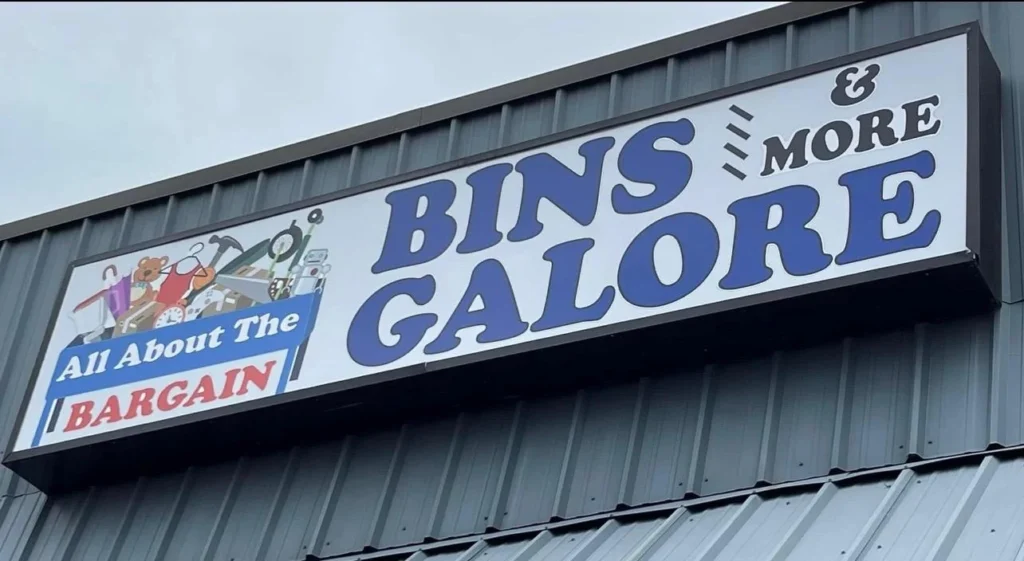 All About The
BARGAIN
BINS
GALORE
& 
MORE